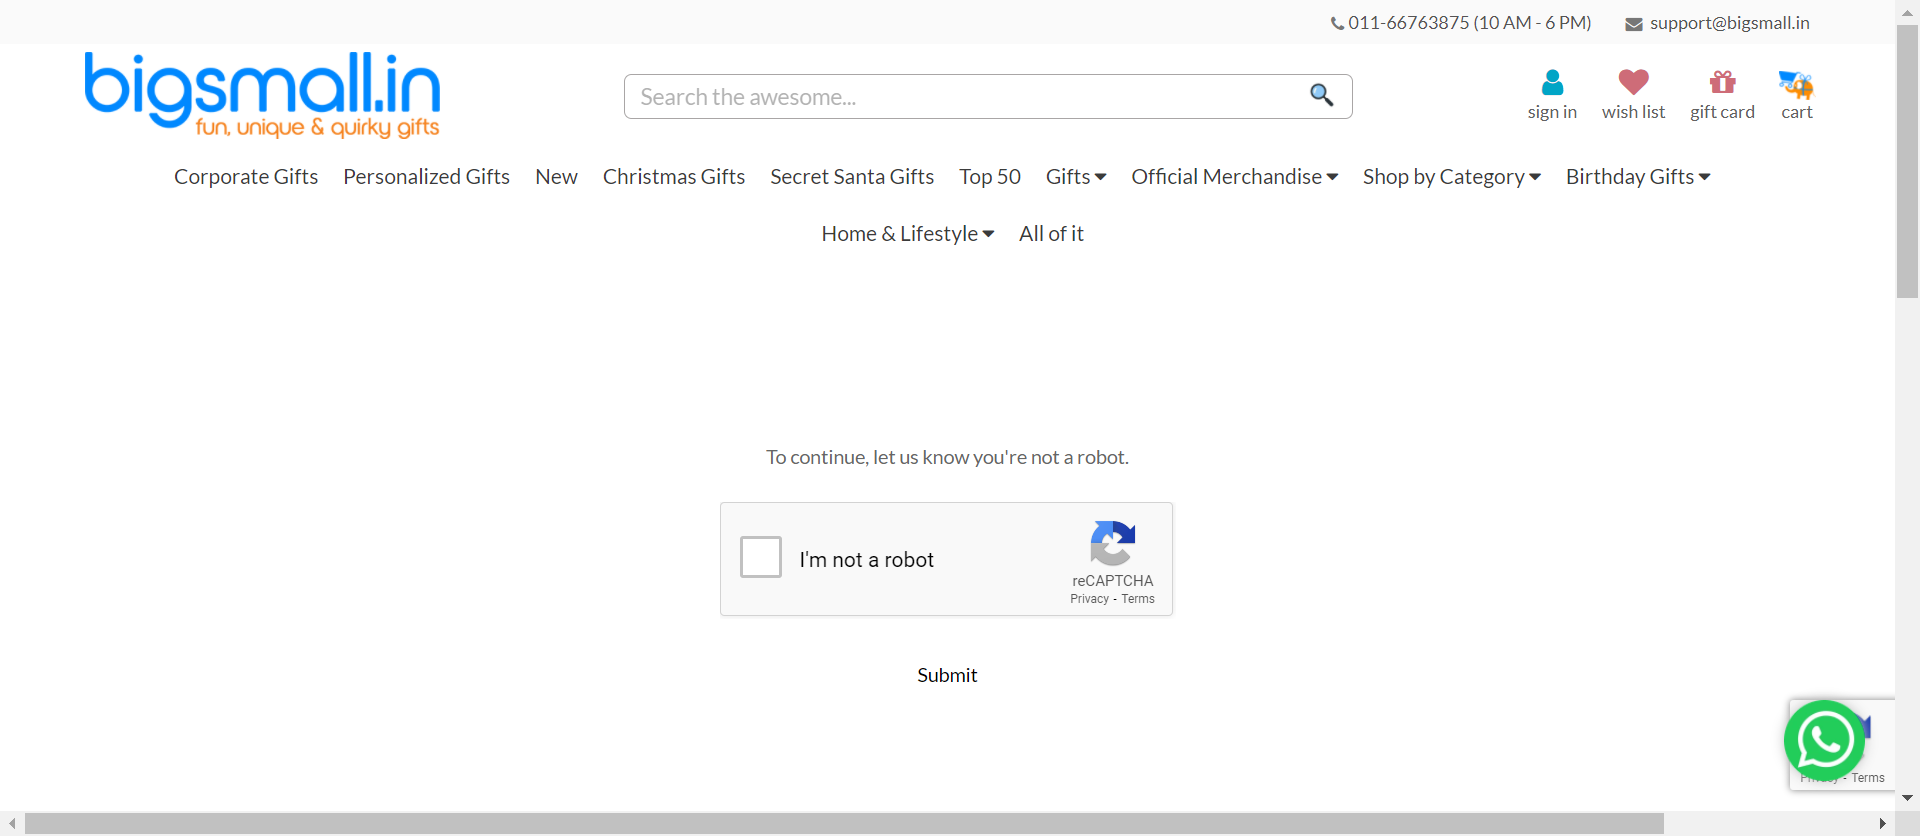 011-66763875 (10 AM - 6 PM) support@bigsmall.in
bigsmall.in
fun, unique & quirky gifts
Search the awesome...
sign in wish list gift card cart
Corporate Gifts Personalized Gifts New Christmas Gifts Secret Santa Gifts Top 50 Gifts Official Merchandise Shop by Category Birthday Gifts
Home & Lifestyle All of it
To continue, let us know you're not a robot.
I'm not a robot
reCAPTCHA
Privacy - Terms
Submit
- Terms